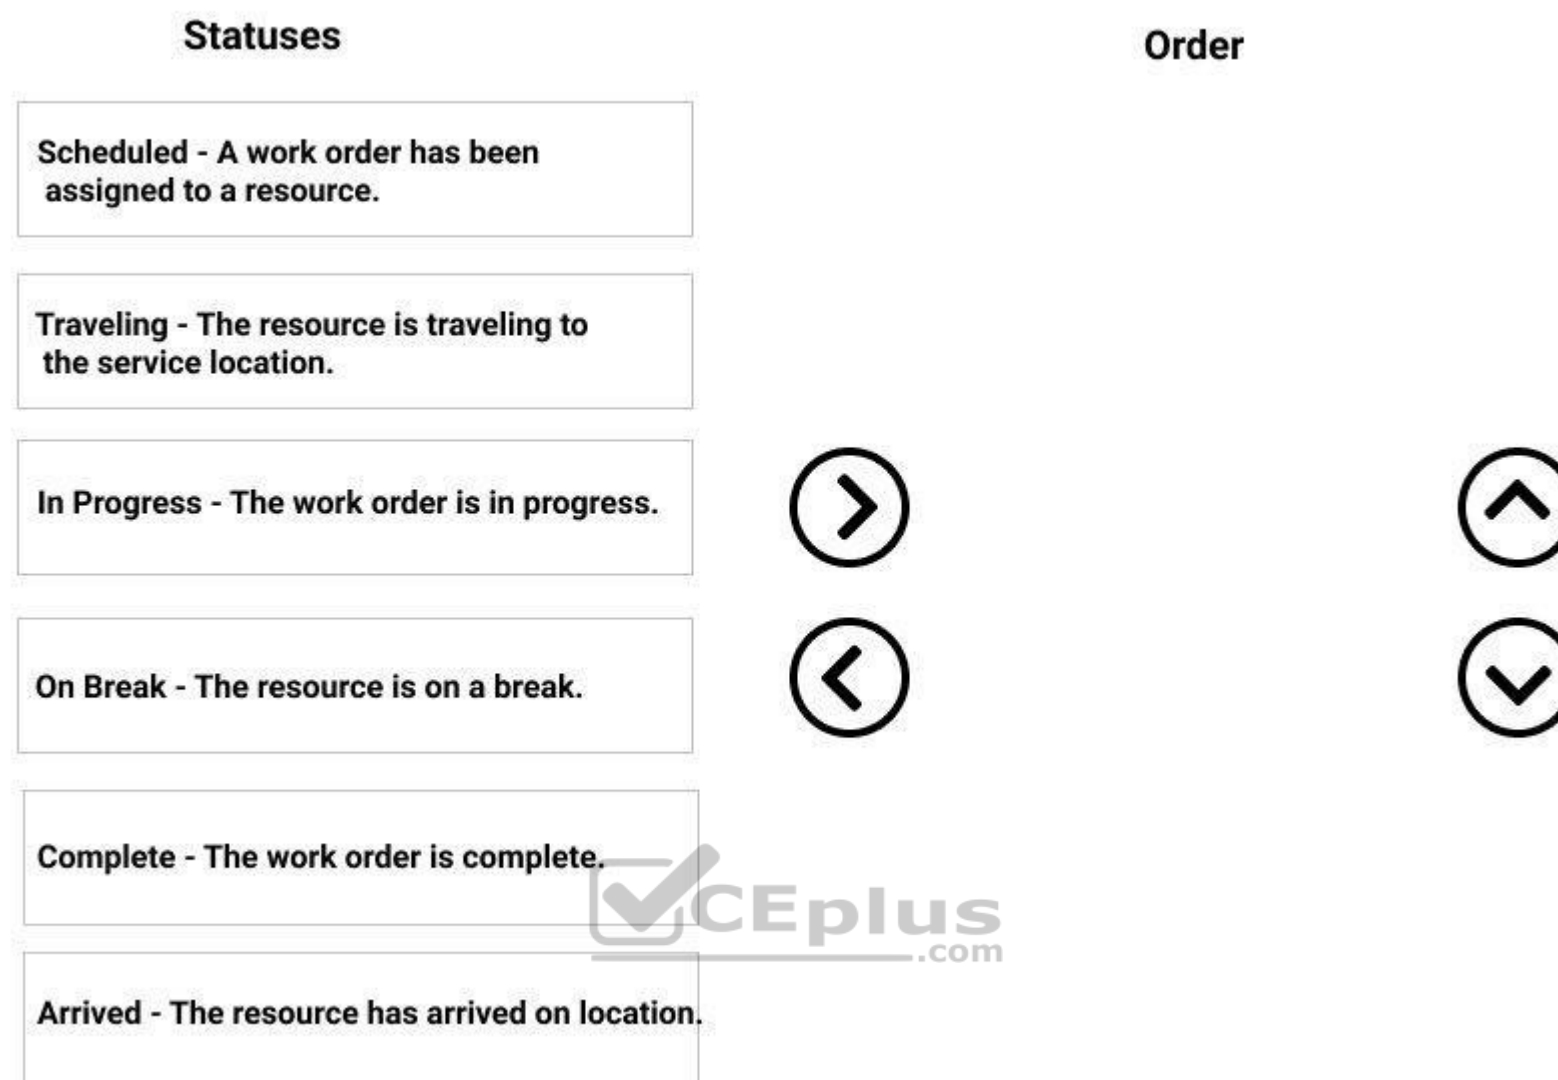 Statuses
Order
Scheduled - A work order has been
assigned to a resource.
Traveling - The resource is traveling to
the service location.
In Progress - The work order is in progress.
On Break - The resource is on a break.
Complete - The work order is complete.
CEplus
.com
Arrived - The resource has arrived on location.